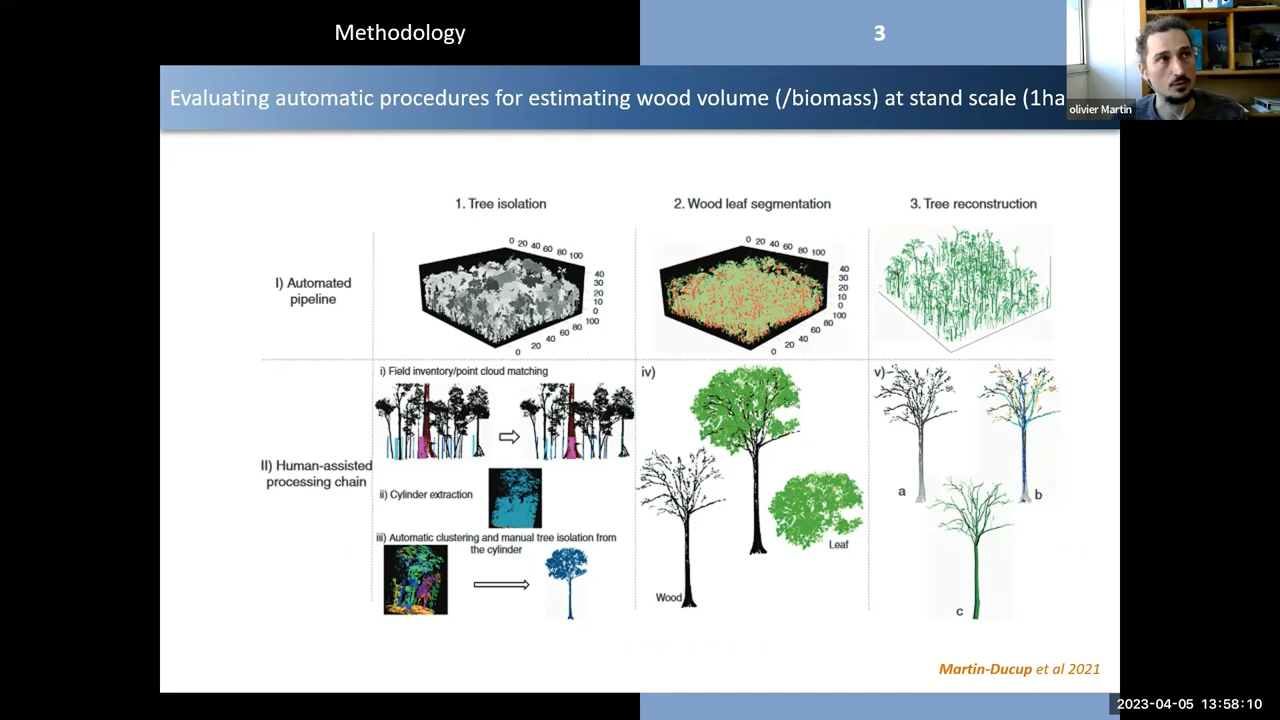 Methodology
3
olivier Martin
Evaluating automatic procedures for estimating wood volume (/biomass) at stand scale (1ha
1. Tree isolation
2. Wood leaf segmentation
3. Tree reconstruction
I) Automated
pipeline
0 20 40 60 80 100
40
30
20
10
0
100
80
60
40
20
0
0 20 40 60 80 100
40
30
20
10
0
100
80
60
40
20
0
II) Human-assisted
processing chain
i) Field inventory/point cloud matching
ii) Cylinder extraction
iii) Automatic clustering and manual tree isolation from
the cylinder
iv)
Wood
Leaf
v)
a
b
c
Martin-Ducup et al 2021
2023-04-05 13:58:10